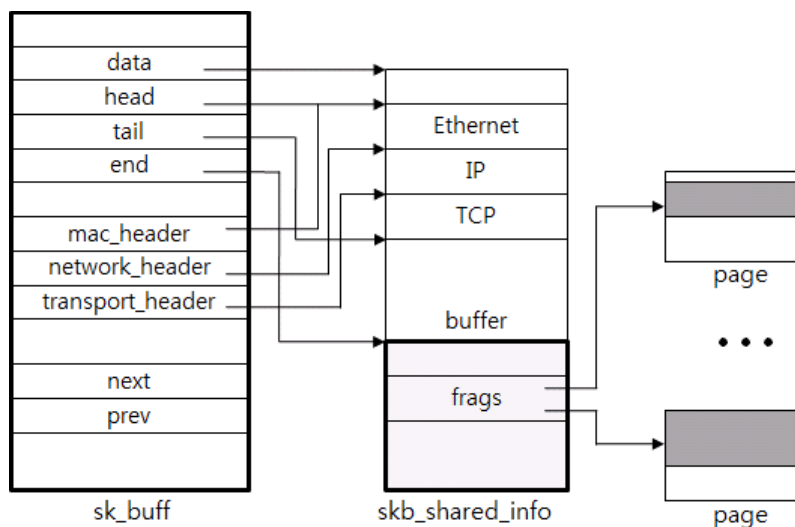 data
head
tail
end
mac_header
network_header
transport_header
next
prev
sk_buff
Ethernet
IP
TCP
buffer
frags
skb_shared_info
page
page